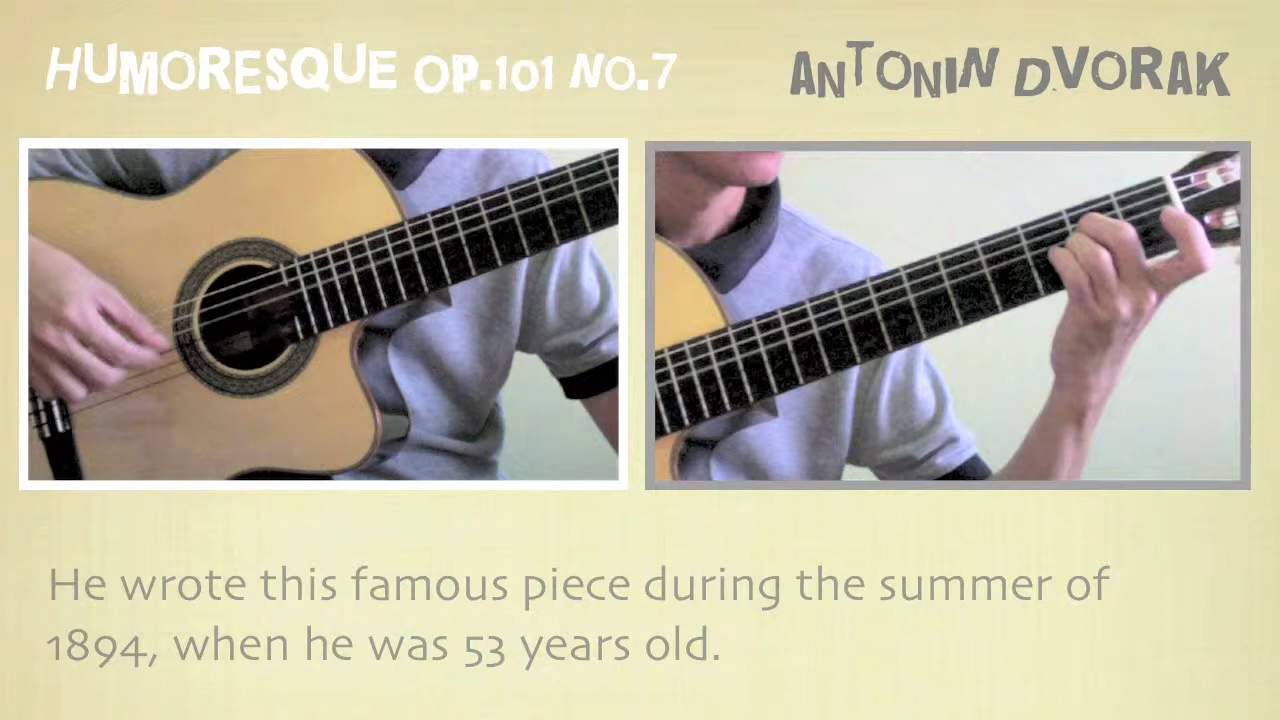 HUMORESQUE OP.101 NO.7
ANTONIN DVORAK
He wrote this famous piece during the summer of
1894, when he was 53 years old.